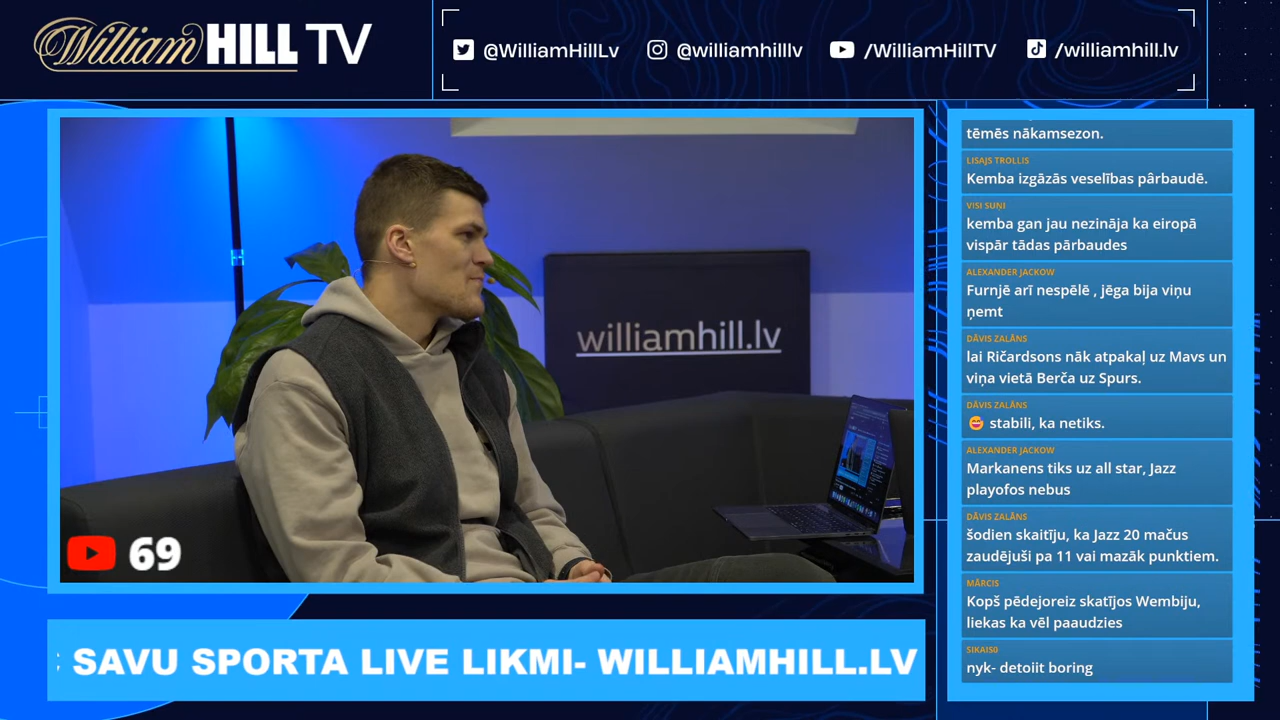 William HILL TV
@WilliamHillLv
@williamhilllv
/WilliamHillTV
/williamhill.lv
williamhill.lv
69
SAVU SPORTA LIVE LIKMI- WILLIAMHILL.LV
tēmēs nākamsezon.
LISAJS TROLLIS
Kemba izgāzās veselības pârbaudē.
VISI SUŅI
kemba gan jau nezināja ka eiropā
vispār tādas pārbaudes
ALEXANDER JACKOW
Furnjē arī nespēlē , jēga bija viņu
ņemt
DĀVIS ZALĀNS
lai Ričardsons nāk atpakaļ uz Mavs un
viņa vietā Berča uz Spurs.
DĀVIS ZALĀNS
😅 stabili, ka netiks.
ALEXANDER JACKOW
Markanens tiks uz all star, Jazz
playofos nebus
DĀVIS ZALĀNS
šodien skaitīju, ka Jazz 20 mačus
zaudējuši pa 11 vai mazāk punktiem.
MĀRCIS
Kopš pēdejoreiz skatījos Wembiju,
liekas ka vēl paaudzies
SIKAIS0
nyk- detoiit boring